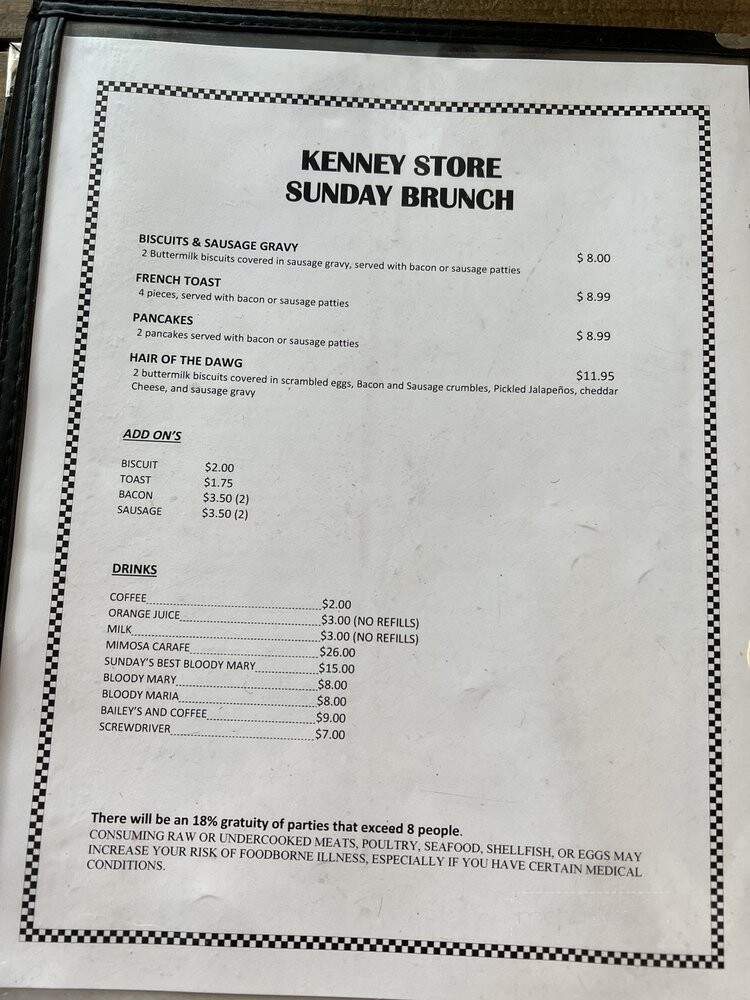 KENNEY STORE
SUNDAY BRUNCH
BISCUITS & SAUSAGE GRAVY $ 8.00
2 Buttermilk biscuits covered in sausage gravy, served with bacon or sausage patties
FRENCH TOAST $ 8.99
4 pieces, served with bacon or sausage patties
PANCAKES $ 8.99
2 pancakes served with bacon or sausage patties
HAIR OF THE DAWG $11.95
2 buttermilk biscuits covered in scrambled eggs, Bacon and Sausage crumbles, Pickled Jalapeños, cheddar
Cheese, and sausage gravy
ADD ON'S
BISCUIT $2.00
TOAST $1.75
BACON $3.50 (2)
SAUSAGE $3.50 (2)
DRINKS
COFFEE $2.00
ORANGE JUICE $3.00 (NO REFILLS)
MILK $3.00 (NO REFILLS)
MIMOSA CARAFE $26.00
SUNDAY'S BEST BLOODY MARY $15.00
BLOODY MARY $8.00
BLOODY MARIA $8.00
BAILEY'S AND COFFEE $9.00
SCREWDRIVER $7.00
There will be an 18% gratuity of parties that exceed 8 people.
CONSUMING RAW OR UNDERCOOKED MEATS, POULTRY, SEAFOOD, SHELLFISH, OR EGGS MAY
INCREASE YOUR RISK OF FOODBORNE ILLNESS, ESPECIALLY IF YOU HAVE CERTAIN MEDICAL
CONDITIONS.